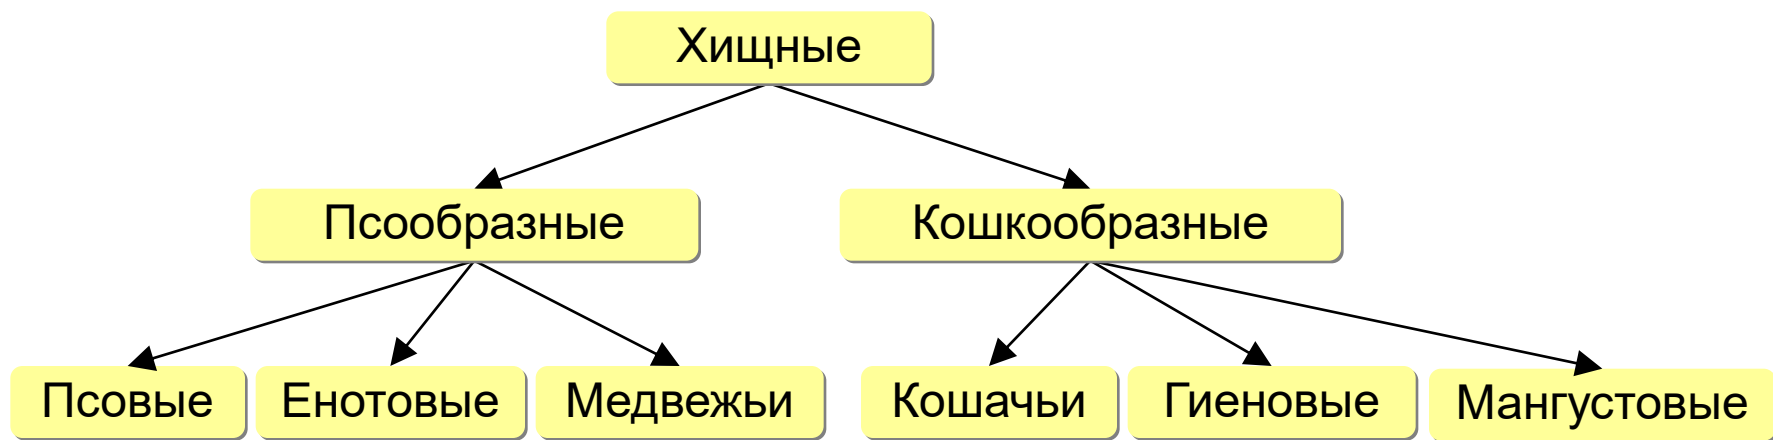 Хищные
Псообразные
Кошкообразные
Псовые
Енотовые
Медвежьи
Кошачьи
Гиеновые
Мангустовые